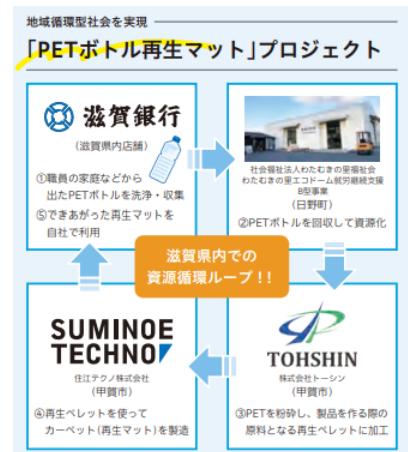 地域循環型社会を実現
「PETボトル再生マット」プロジェクト
滋賀銀行
（滋賀県内店舗）
①職員の家庭などから
出たPETボトルを洗浄・収集
⑤できあがった再生マットを
自社で利用
社会福祉法人わたむきの里福祉会
わたむきの里エコドーム就労継続支援
B型事業
（日野町）
②PETボトルを回収して資源化
滋賀県内での
資源循環ループ！！
SUMINOE
TECHNO
住江テクノ株式会社
（甲賀市）
④再生ペレットを使って
カーペット（再生マット）を製造
TOHSHIN
株式会社トーシン
（甲賀市）
③PETを粉砕し、製品を作る際の
原料となる再生ペレットに加工